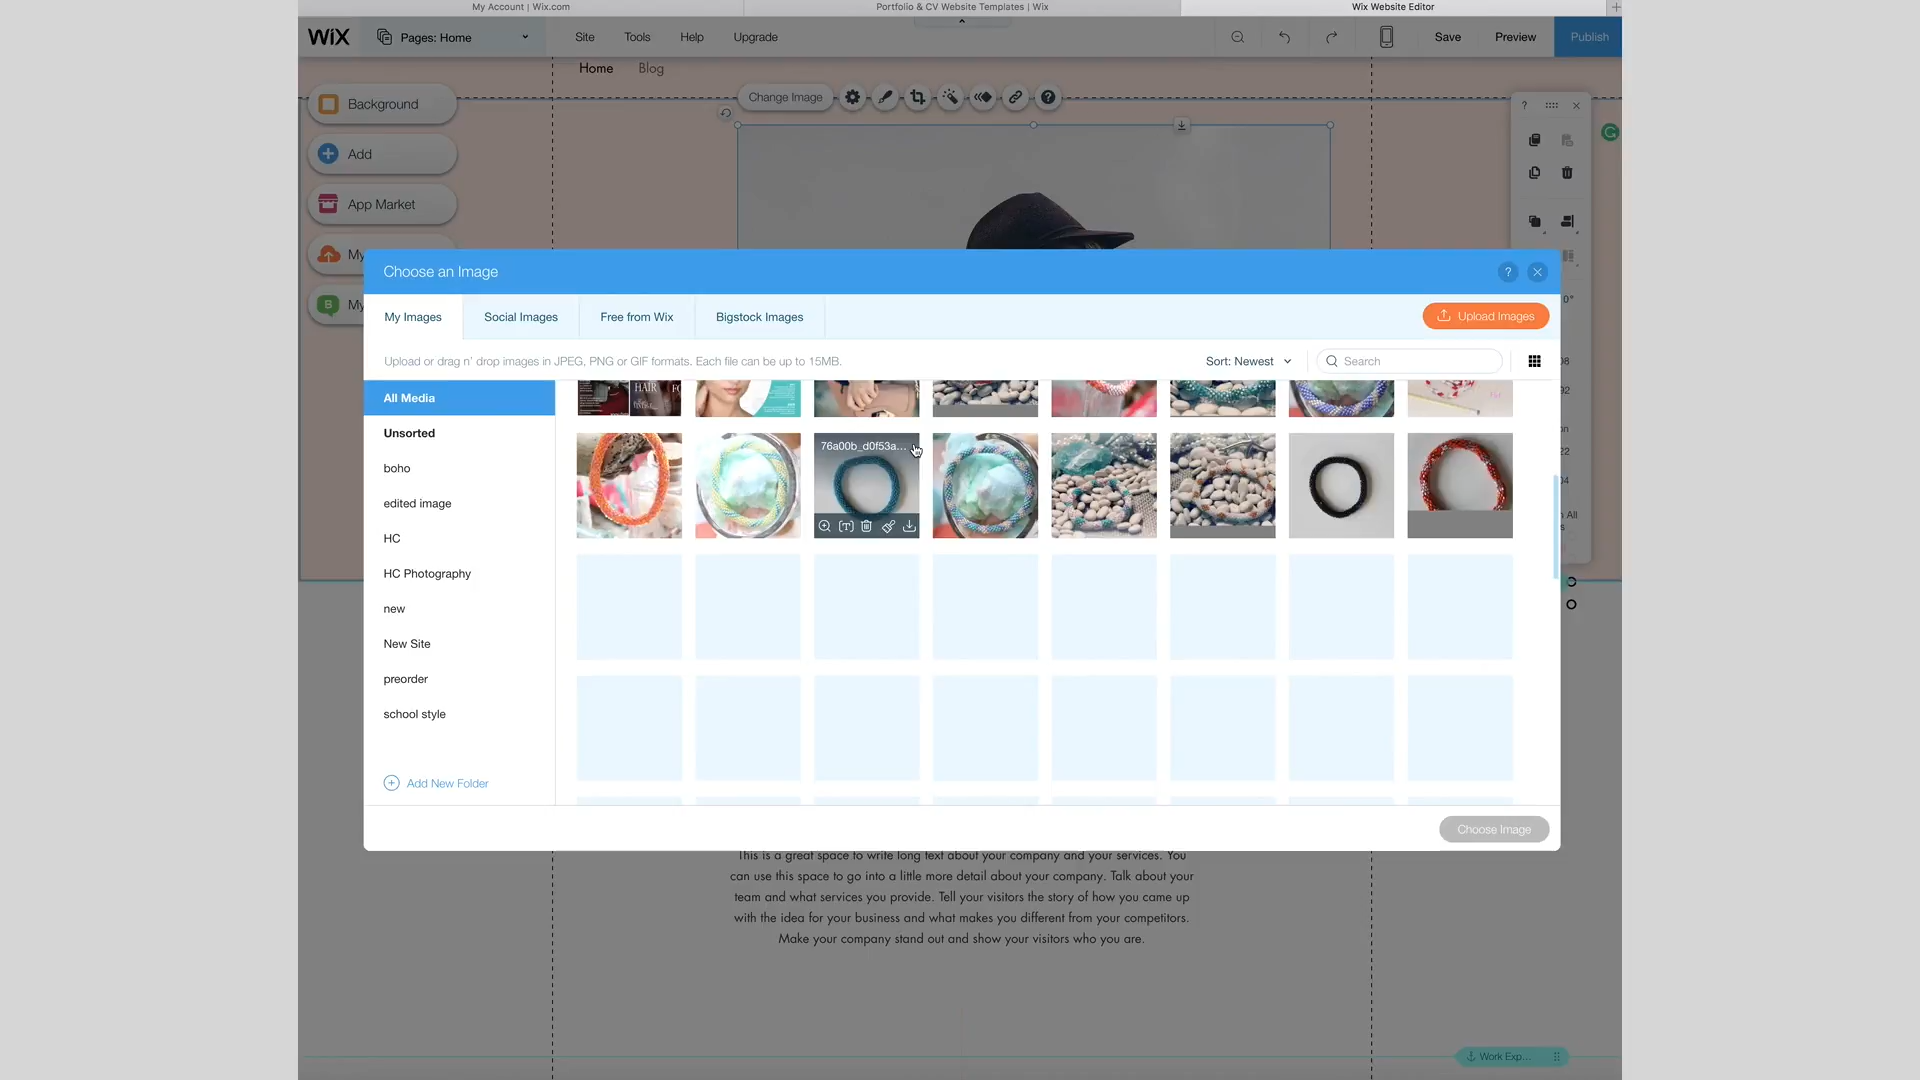 My Account | Wix.com
Portfolio & CV Website Templates | Wix
Wix Website Editor
WiX
Pages: Home
Site
Tools
Help
Upgrade
Save
Preview
Publish
Home
Blog
Background
Change Image
Add
App Market
My
B
My
Choose an Image
My Images
Social Images
Free from Wix
Bigstock Images
Upload Images
Upload or drag n' drop images in JPEG, PNG or GIF formats. Each file can be up to 15MB.
Sort: Newest
Search
All Media
HAIR
Unsorted
76a00b_d0f53a...
boho
edited image
HC
HC Photography
new
New Site
preorder
school style
Add New Folder
Choose Image
This is a great space to write long text about your company and your services. You
can use this space to go into a little more detail about your company. Talk about your
team and what services you provide. Tell your visitors the story of how you came up
with the idea for your business and what makes you different from your competitors.
Make your company stand out and show your visitors who you are.
Work Exp...